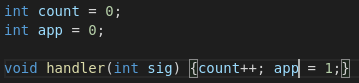 int count = 0;
int app = 0;
void handler(int sig) {count++; app = 1;}